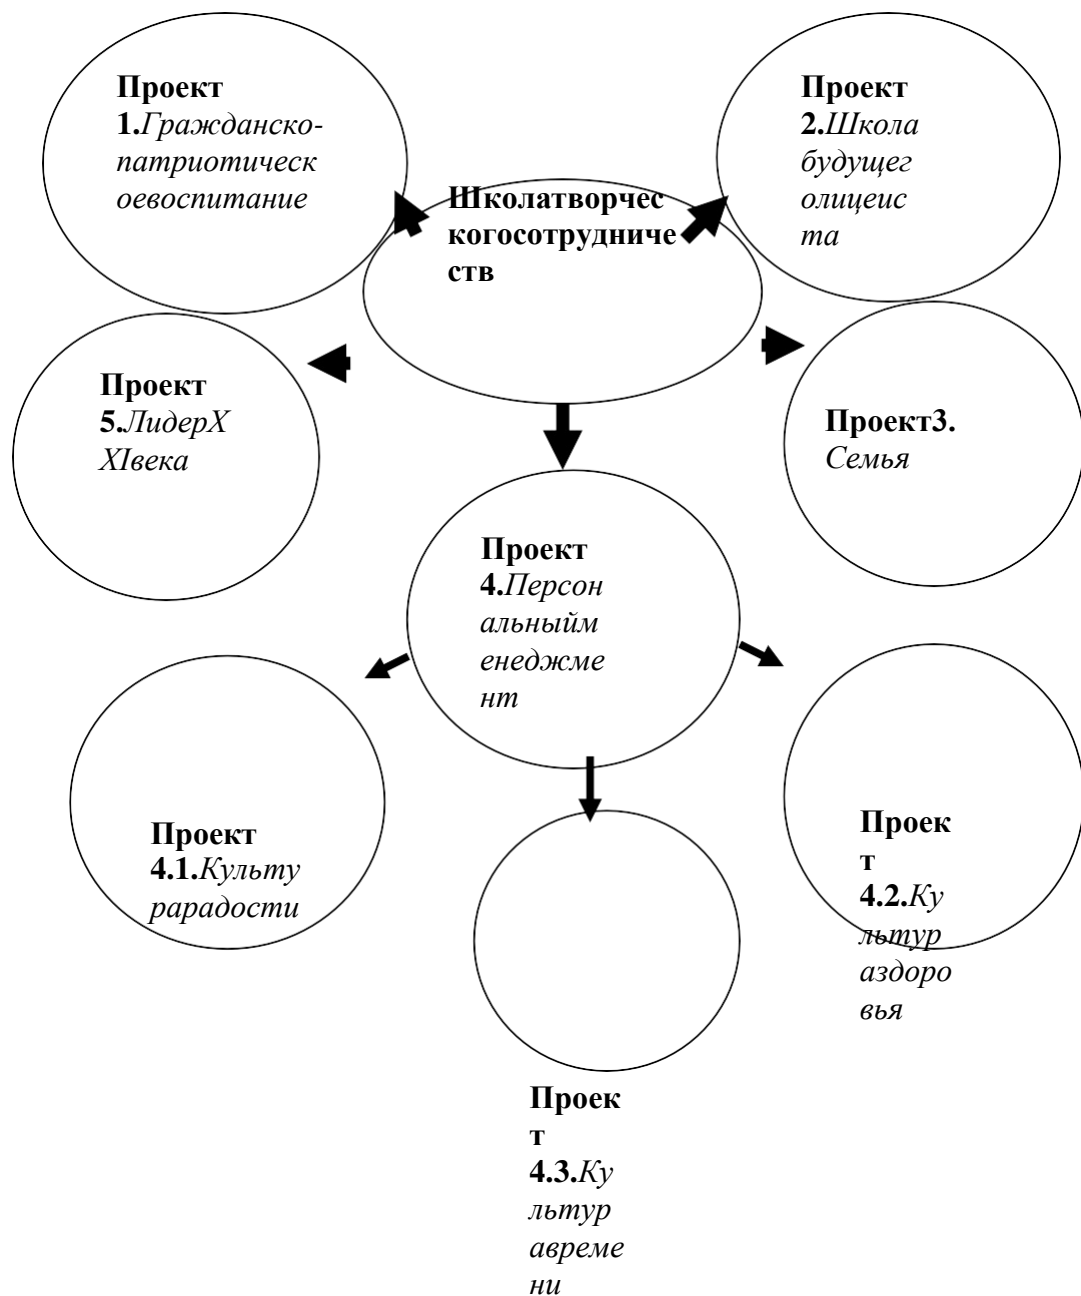 Проект
1.Гражданско-
патриотическ
оевоспитание
Проект
2.Школа
будущег
олицеис
та
Школатворчес
когосотрудниче
ств
Проект
5.ЛидерX
XIвека
Проект3.
Семья
Проект
4.Персон
альныйм
енеджме
нт
Проект
4.1.Культу
рарадости
Проек
т
4.2.Ку
льтур
аздоро
вья
Проек
т
4.3.Ку
льтур
авреме
ни